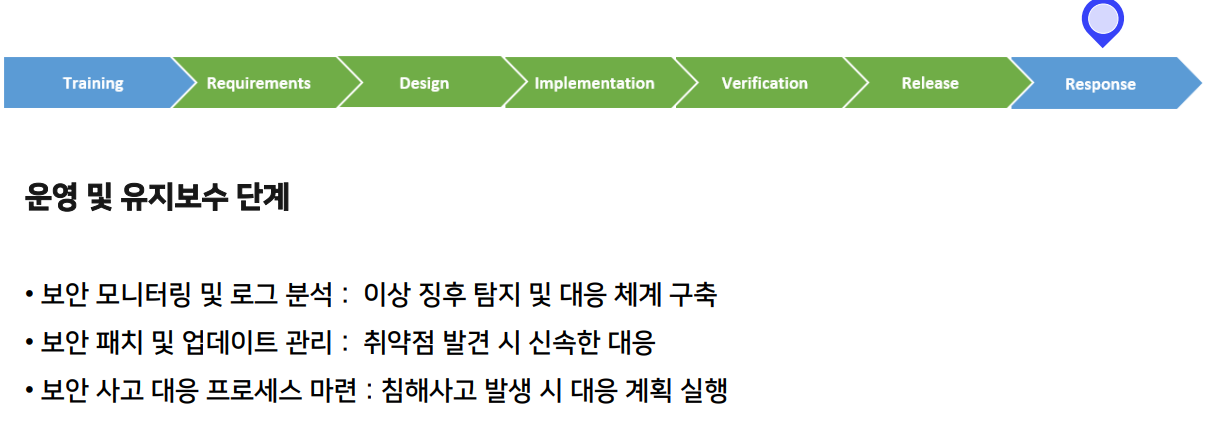 Training Requirements Design Implementation Verification Release Response
운영 및 유지보수 단계
• 보안 모니터링 및 로그 분석 : 이상 징후 탐지 및 대응 체계 구축
• 보안 패치 및 업데이트 관리 : 취약점 발견 시 신속한 대응
• 보안 사고 대응 프로세스 마련 : 침해사고 발생 시 대응 계획 실행